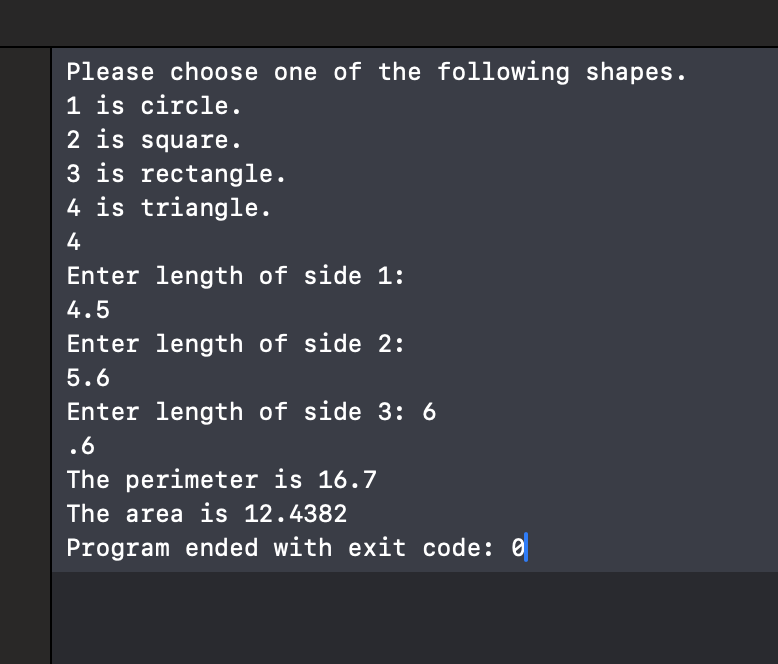 Please choose one of the following shapes.
1 is circle.
2 is square.
3 is rectangle.
4 is triangle.
4
Enter length of side 1:
4.5
Enter length of side 2:
5.6
Enter length of side 3: 6
.6
The perimeter is 16.7
The area is 12.4382
Program ended with exit code: 0